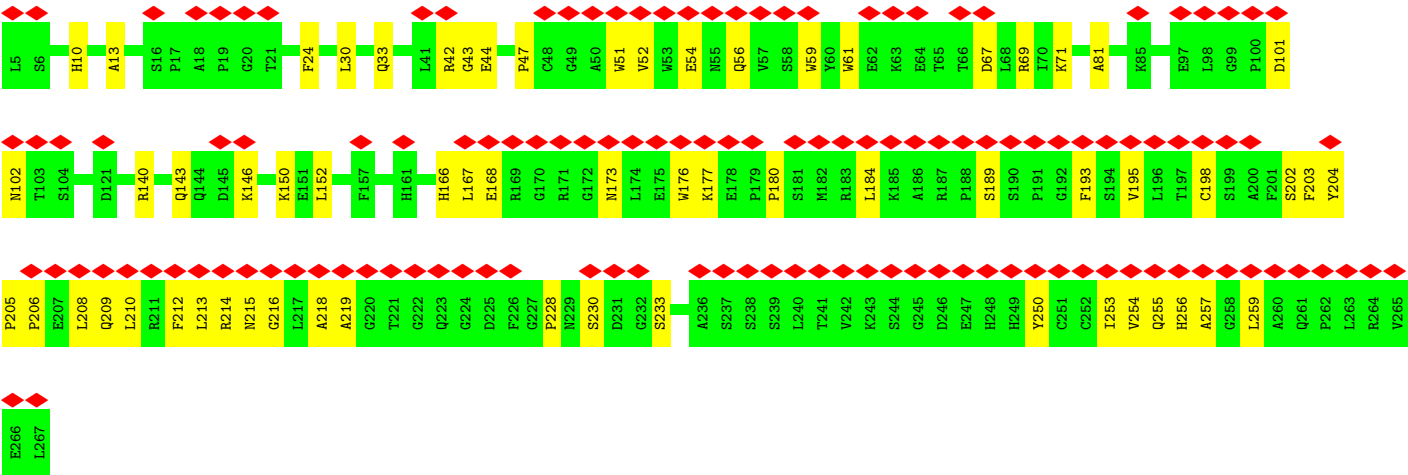 L5 S6 H10 A13 S16 P17 A18 P19 G20 T21 F24 L30 Q33 L41 R42 G43 E44 P47 C48 G49 A50 W51 V52 W53 E54 N55 Q56 V57 S58 W59 Y60 W61 E62 K63 E64 T65 T66 D67 L68 R69 I70 K71 A81 K85 E97 L98 G99 P100 D101
N102 T103 S104 D121 R140 Q143 Q144 D145 K146 K150 E151 L152 F157 H161 H166 L167 E168 R169 G170 R171 G172 N173 L174 E175 W176 K177 E178 P179 P180 S181 M182 R183 L184 K185 A186 R187 P188 S189 S190 P191 G192 F193 S194 V195 L196 T197 C198 S199 A200 F201 S202 F203 Y204
P205 P206 E207 L208 Q209 L210 R211 F212 L213 R214 N215 G216 L217 A218 A219 G220 T221 G222 Q223 G224 D225 F226 G227 P228 N229 S230 D231 G232 S233 A236 S237 S238 S239 L240 T241 V242 K243 S244 G245 D246 E247 H248 H249 Y250 C251 C252 I253 V254 Q255 H256 A257 G258 L259 A260 Q261 P262 L263 R264 V265
E266 L267